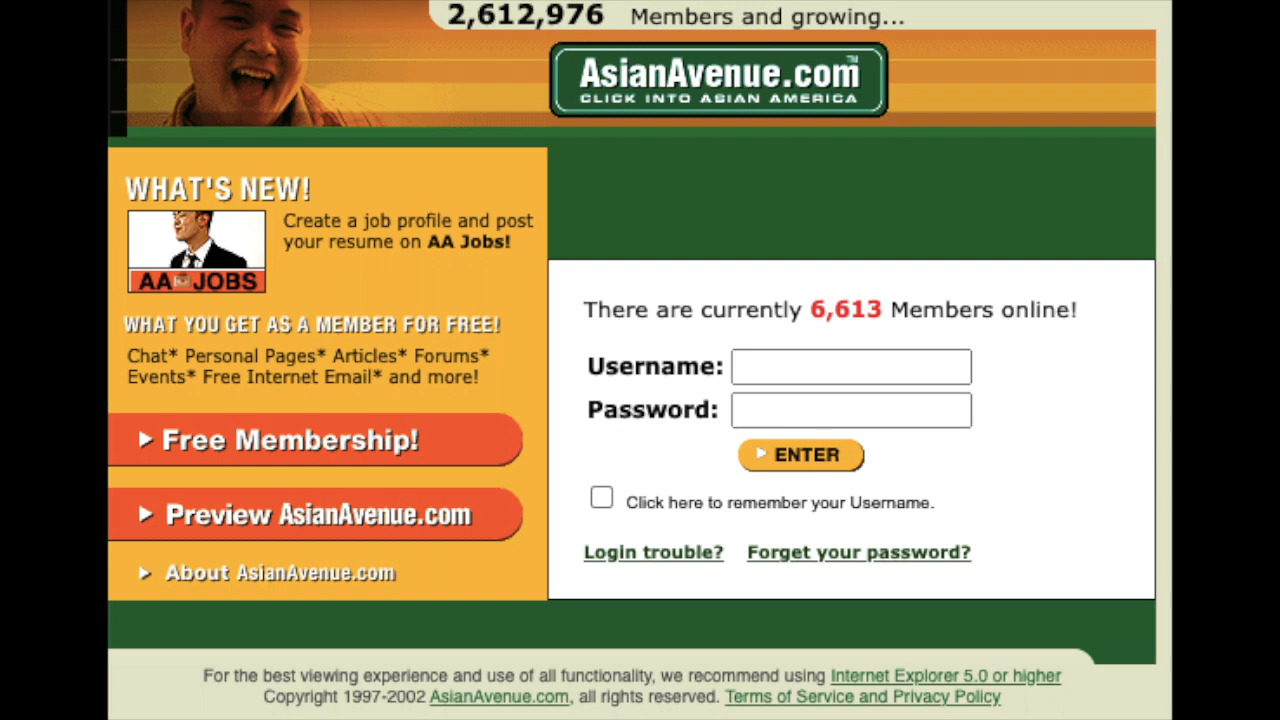 2,612,976 Members and growing...
AsianAvenue.com™
CLICK INTO ASIAN AMERICA
WHAT'S NEW!
Create a job profile and post
your resume on AA Jobs!
AA JOBS
WHAT YOU GET AS A MEMBER FOR FREE!
Chat* Personal Pages* Articles* Forums*
Events* Free Internet Email* and more!
Free Membership!
Preview AsianAvenue.com
About AsianAvenue.com
There are currently 6,613 Members online!
Username:
Password:
ENTER
Click here to remember your Username.
Login trouble? Forget your password?
For the best viewing experience and use of all functionality, we recommend using Internet Explorer 5.0 or higher
Copyright 1997-2002 AsianAvenue.com, all rights reserved. Terms of Service and Privacy Policy